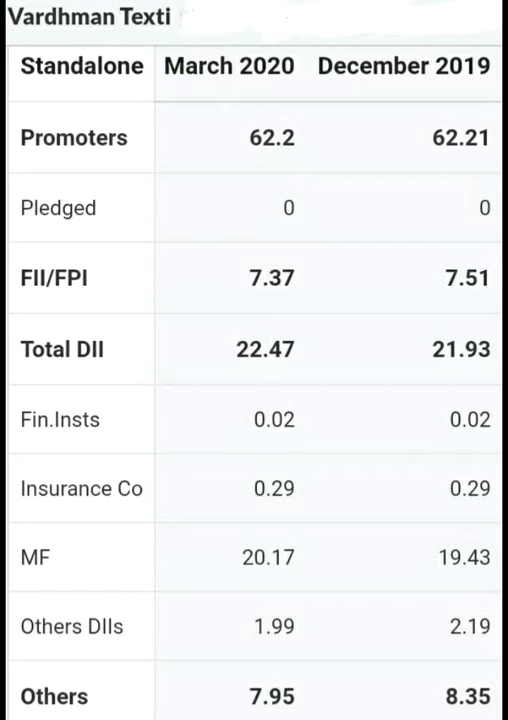 Vardhman Texti
Standalone March 2020 December 2019
Promoters 62.2 62.21
Pledged 0 0
FII/FPI 7.37 7.51
Total DII 22.47 21.93
Fin.Insts 0.02 0.02
Insurance Co 0.29 0.29
MF 20.17 19.43
Others DIIs 1.99 2.19
Others 7.95 8.35